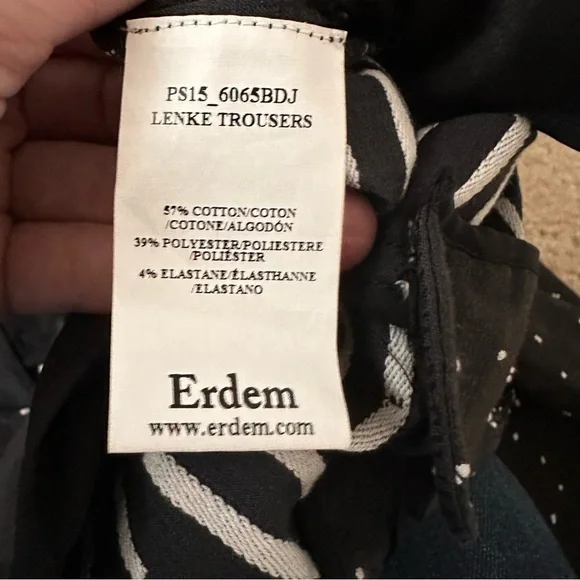 PS15_6065BDJ
LENKE TROUSERS
57% COTTON/COTON
/COTONE/ALGODÓN
39% POLYESTER/POLIESTERE
/POLIÉSTER
4% ELASTANE/ÉLASTHANNE
/ELASTANO
Erdem
www.erdem.com